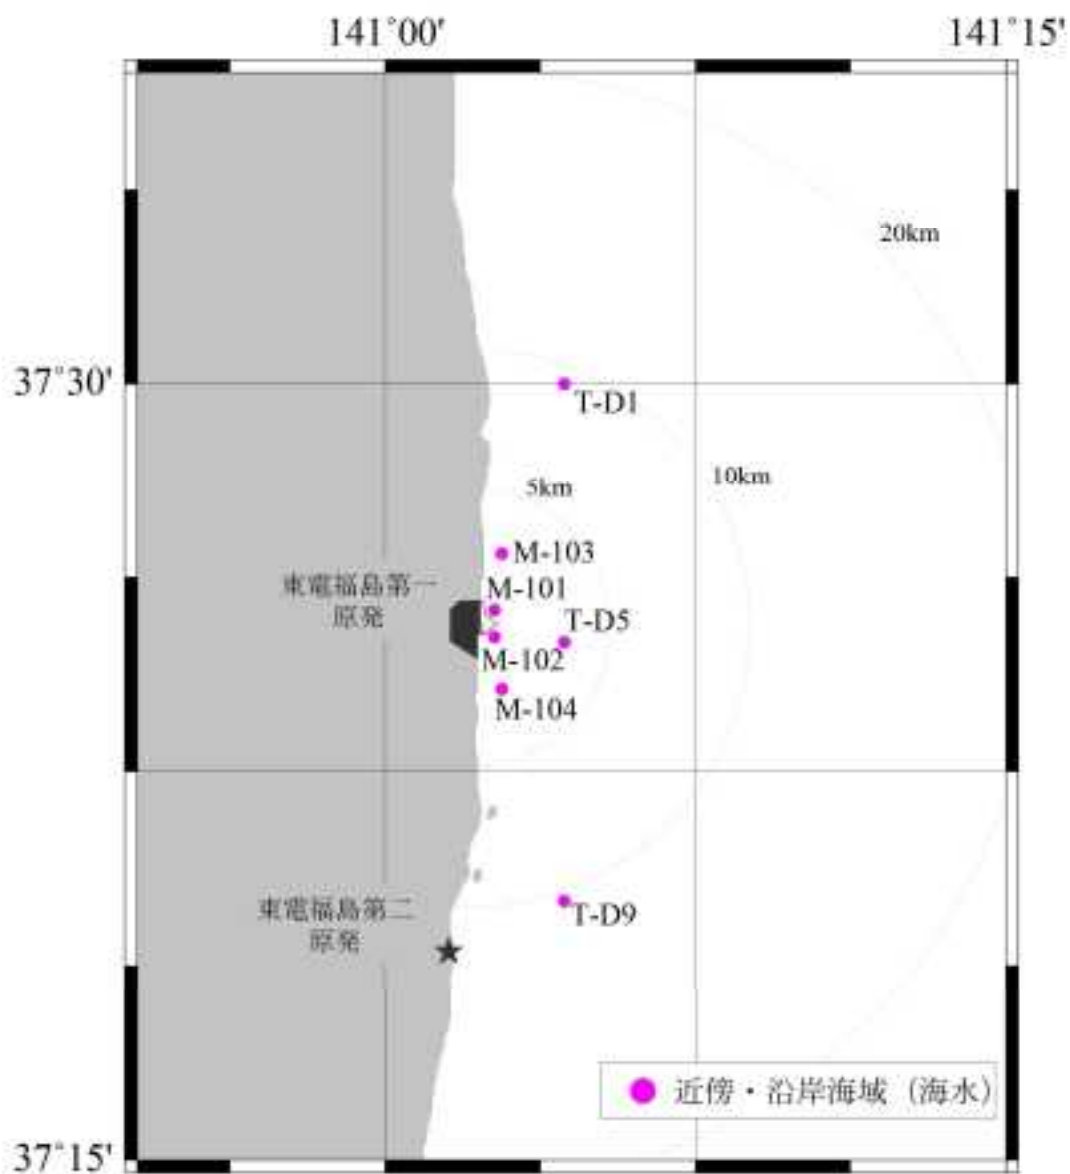 141°00'
141°15'
20km
37°30'
T-D1
10km
5km
M-103
東電福島第一
原発
M-101
T-D5
M-102
M-104
東電福島第二
原発
T-D9
近傍・沿岸海域（海水）
37°15'